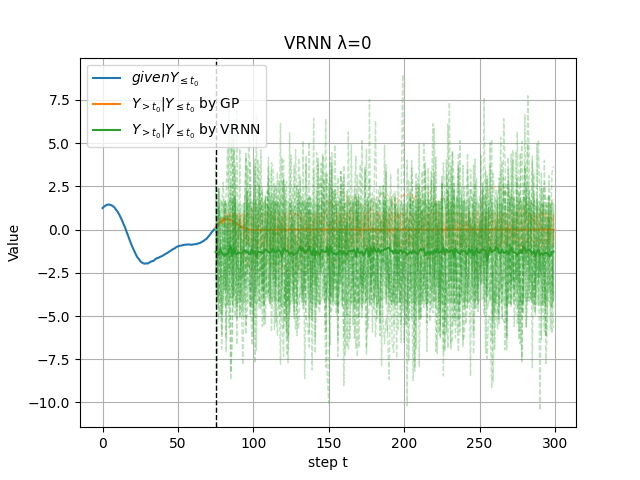 VRNN λ=0
given Y≤t₀
Y>t₀|Y≤t₀ by GP
Y>t₀|Y≤t₀ by VRNN
Value
7.5
5.0
2.5
0.0
−2.5
−5.0
−7.5
−10.0
0 50 100 150 200 250 300
step t